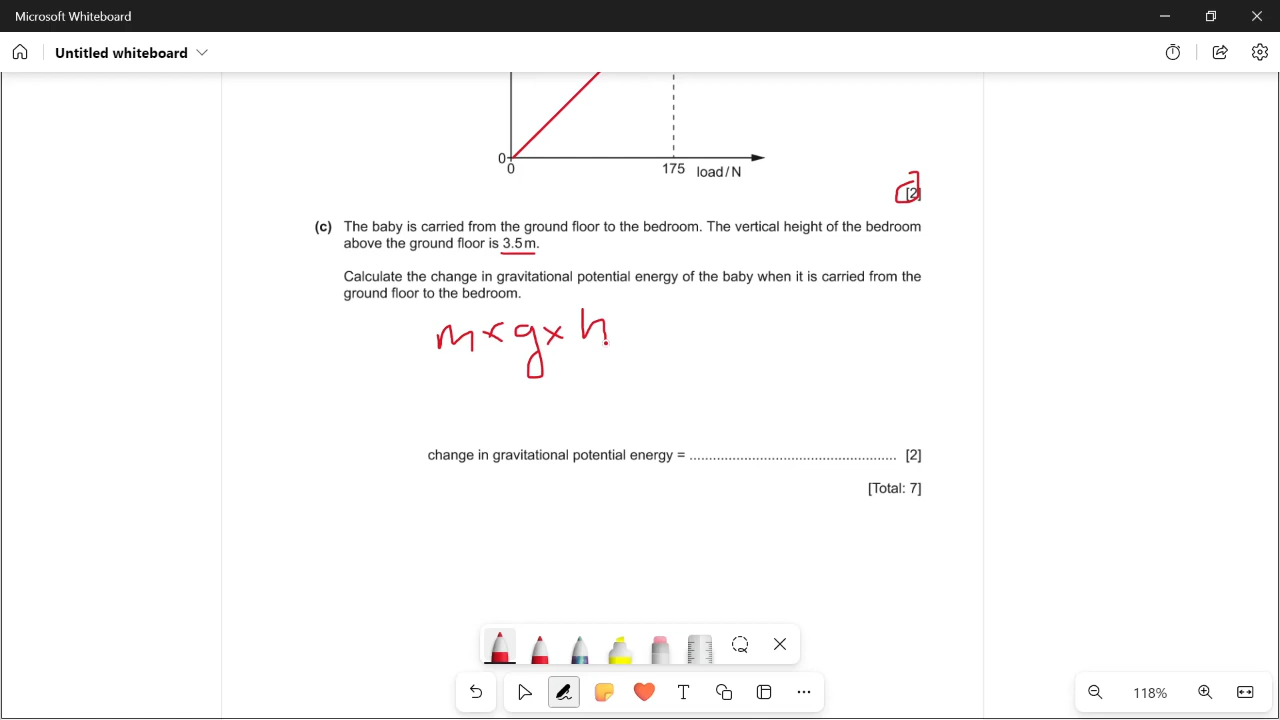 Microsoft Whiteboard
Untitled whiteboard
0
0
175 load/N
[2]
(c) The baby is carried from the ground floor to the bedroom. The vertical height of the bedroom
above the ground floor is 3.5 m.
Calculate the change in gravitational potential energy of the baby when it is carried from the
ground floor to the bedroom.
m × g × h
change in gravitational potential energy = .................................................... [2]
[Total: 7]
T
118%